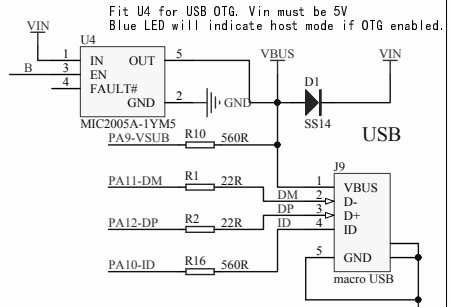 Fit U4 for USB OTG. Vin must be 5V
Blue LED will indicate host mode if OTG enabled.
VIN
U4
VBUS
VIN
1 IN OUT 5
B 3 EN
4 FAULT#
GND 2 GND
MIC2005A-1YM5
D1
SS14
USB
PA9-VSUB R10 560R
J9
PA11-DM R1 22R
1 VBUS
DM 2 D-
PA12-DP R2 22R
DP 3 D+
ID 4 ID
5 GND
PA10-ID R16 560R
macro USB